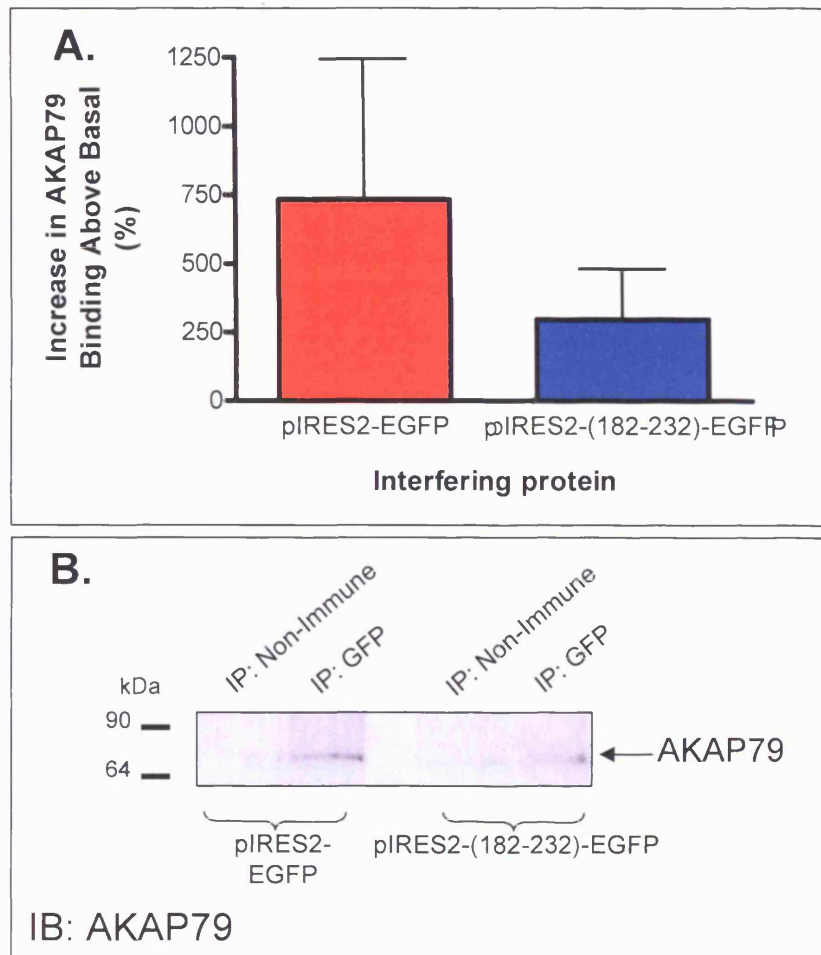 A.
Increase in AKAP79
Binding Above Basal
(%)
1250
1000
750
500
250
0
pIRES2-EGFP
pIRES2-(182-232)-EGFP
Interfering protein
B.
IP: Non-Immune
IP: GFP
IP: Non-Immune
IP: GFP
kDa
90
64
AKAP79
pIRES2-
EGFP
pIRES2-(182-232)-EGFP
IB: AKAP79